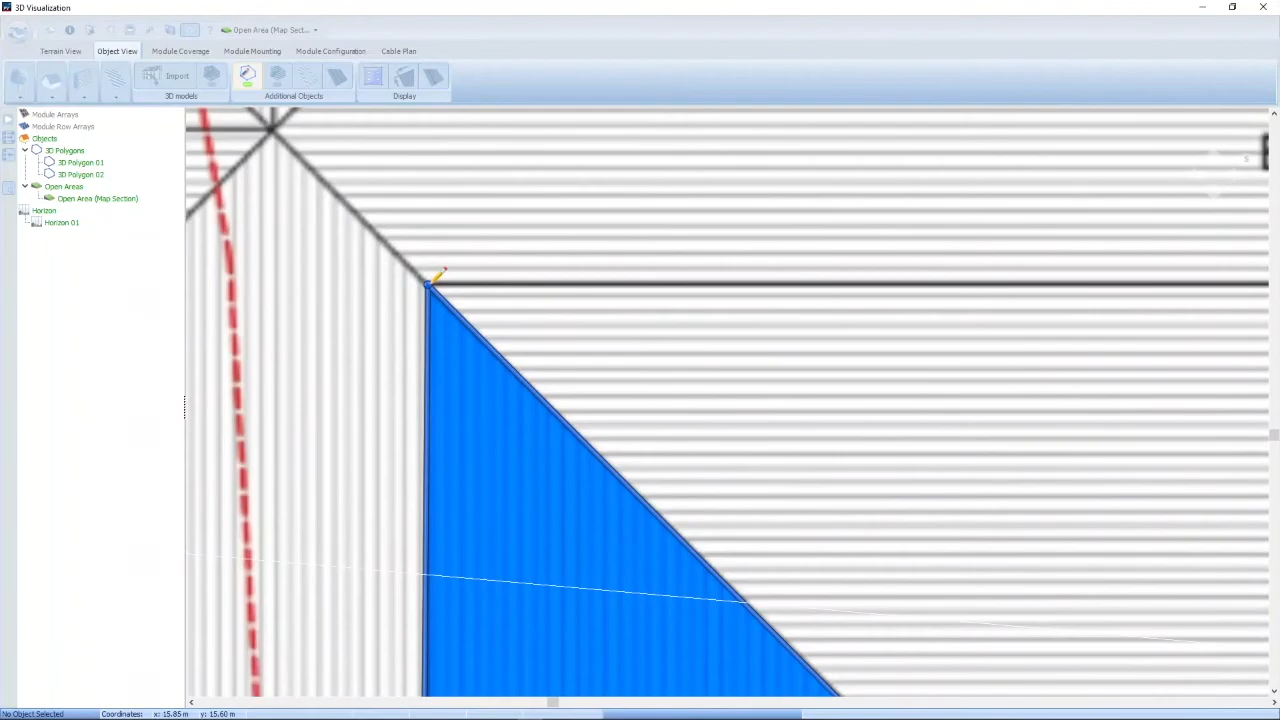 3D Visualization
Open Area (Map Sect...
Terrain View
Object View
Module Coverage
Module Mounting
Module Configuration
Cable Plan
Import
3D models
Additional Objects
Display
Module Arrays
Module Row Arrays
Objects
3D Polygons
3D Polygon 01
3D Polygon 02
Open Areas
Open Area (Map Section)
Horizon
Horizon 01
S
No Object Selected
Coordinates:
x: 15.85 m
y: 15.60 m